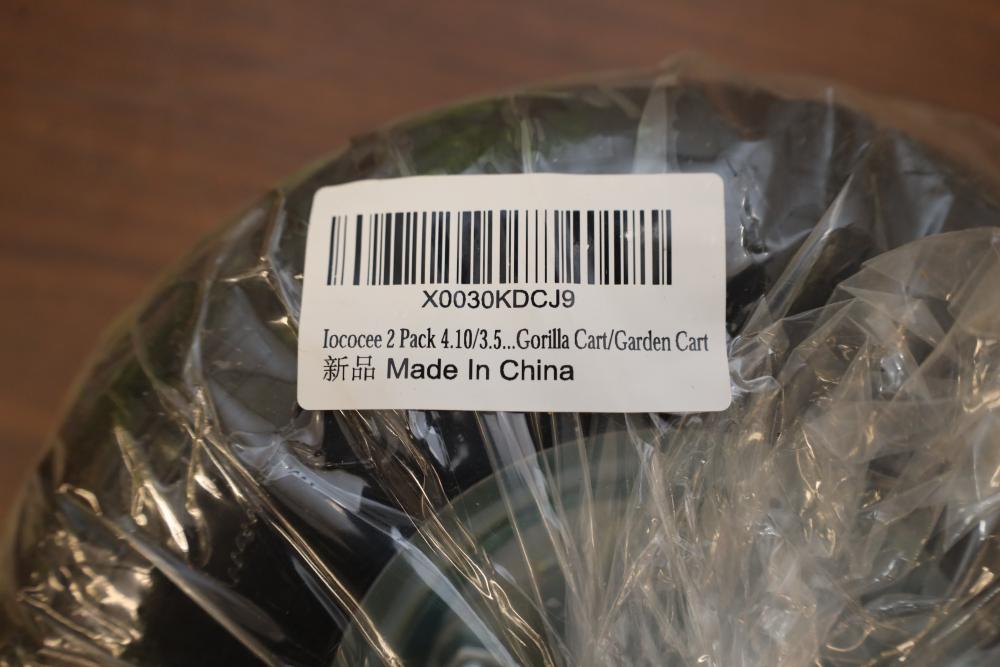 X0030KDCJ9
Iococee 2 Pack 4.10/3.5...Gorilla Cart/Garden Cart
新品 Made In China